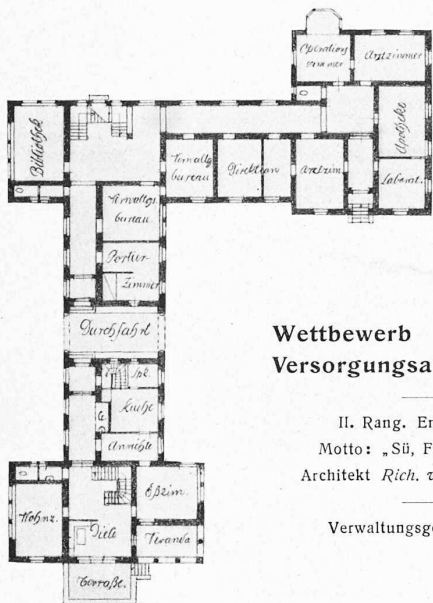 Operations
zimmer
Arztzimmer
Bibliothek
Apotheke
Verwaltgs
bureau
Direktion
Arztzim.
Laborat.
Verwaltgs.
bureau
Portier
Zimmer
Durchfahrt
Spk.
Küche
Anrichte
Eßzim.
Wohnz.
Diele
Veranda
Terraße.
Wettbewerb
Versorgungsa
II. Rang. En
Motto: „Sü, F
Architekt Rich. v
Verwaltungsge